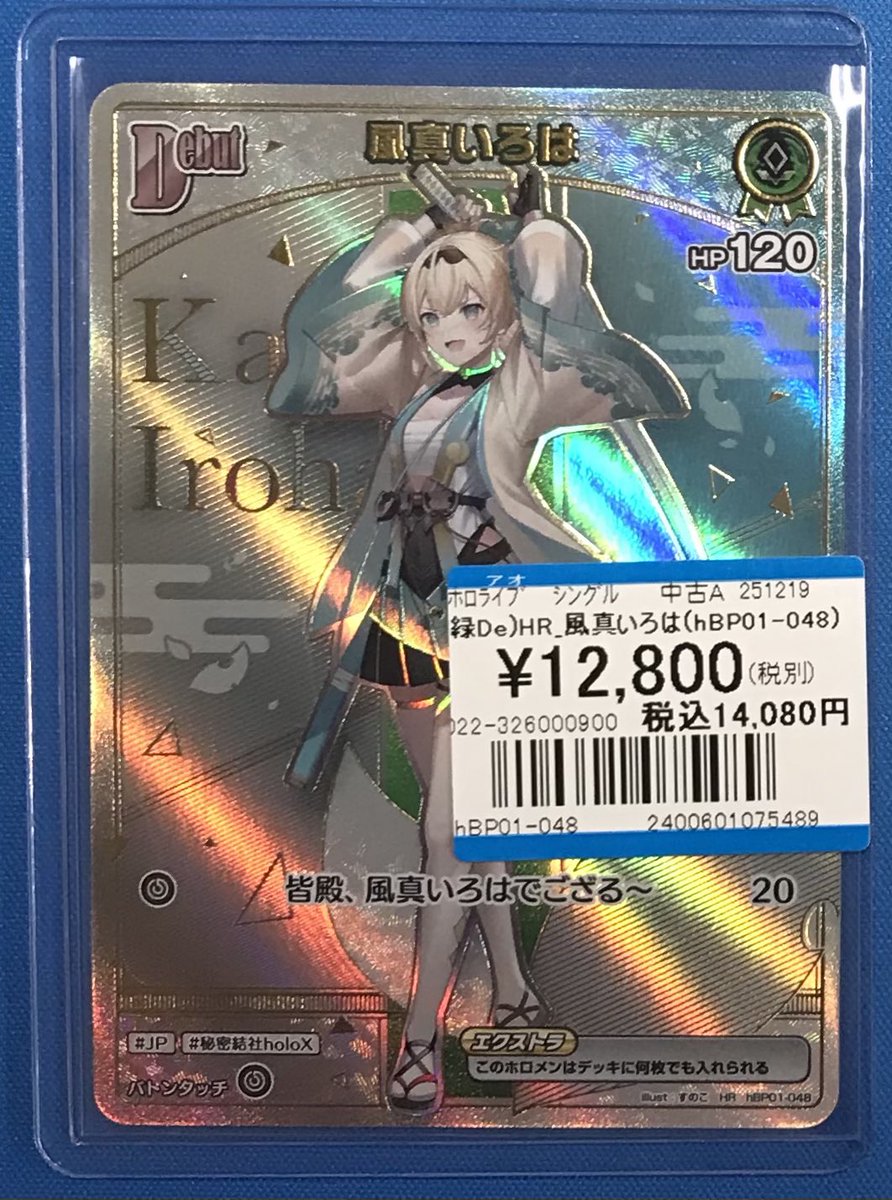 Debut
風真いろは
HP120
Ka
Iroha
アオ
ホロライブ シングル 中古A 251219
緑De)HR_風真いろは(hBP01-048)
¥12,800(税別)
022-326000900 税込14,080円
hBP01-048 2400601075489
皆殿、風真いろはでござる～ 20
#JP #秘密結社holoX
エクストラ
このホロメンはデッキに何枚でも入れられる
バトンタッチ
illust すのこ HR hBP01-048